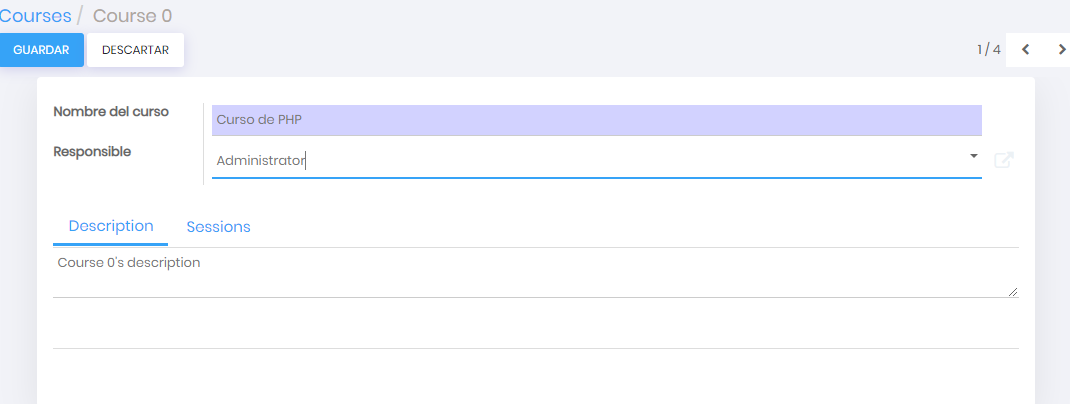 Courses / Course 0
GUARDAR DESCARTAR 1 / 4
Nombre del curso Curso de PHP
Responsible Administrator
Description Sessions
Course 0's description